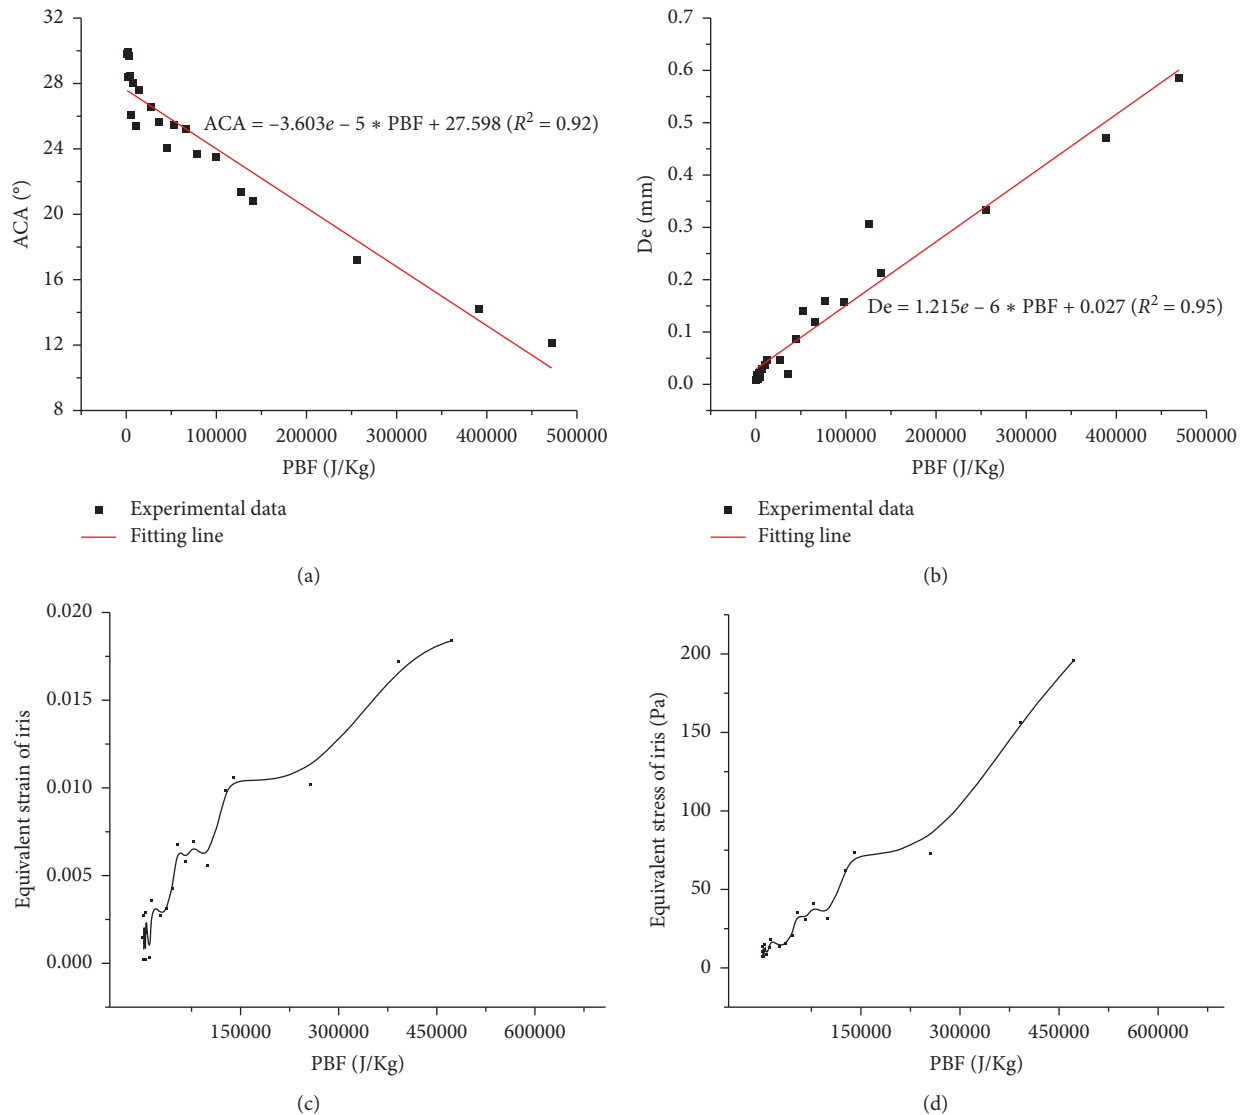 32
28
24
20
16
12
8
ACA (°)
ACA = –3.603e – 5 ∗ PBF + 27.598 (R² = 0.92)
0 100000 200000 300000 400000 500000
PBF (J/Kg)
Experimental data
Fitting line
(a)
0.7
0.6
0.5
0.4
0.3
0.2
0.1
0.0
De (mm)
De = 1.215e – 6 ∗ PBF + 0.027 (R² = 0.95)
0 100000 200000 300000 400000 500000
PBF (J/Kg)
Experimental data
Fitting line
(b)
0.020
0.015
0.010
0.005
0.000
Equivalent strain of iris
150000 300000 450000 600000
PBF (J/Kg)
(c)
200
150
100
50
0
Equivalent stress of iris (Pa)
150000 300000 450000 600000
PBF (J/Kg)
(d)